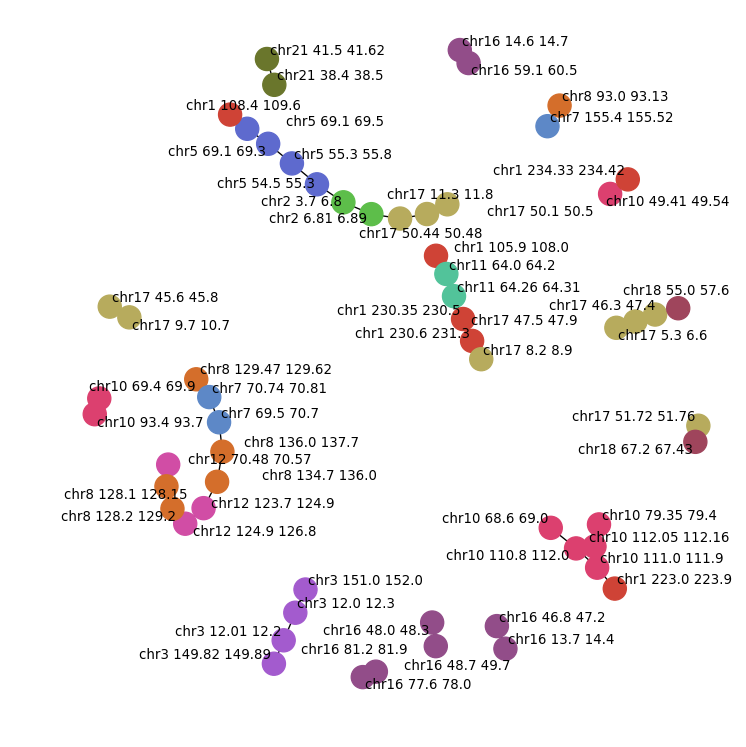 chr16 14.6 14.7
chr21 41.5 41.62
chr16 59.1 60.5
chr21 38.4 38.5
chr8 93.0 93.13
chr1 108.4 109.6
chr7 155.4 155.52
chr5 69.1 69.5
chr5 69.1 69.3
chr5 55.3 55.8
chr1 234.33 234.42
chr5 54.5 55.3
chr17 11.3 11.8
chr2 3.7 6.8
chr10 49.41 49.54
chr17 50.1 50.5
chr2 6.81 6.89
chr17 50.44 50.48
chr1 105.9 108.0
chr11 64.0 64.2
chr11 64.26 64.31
chr18 55.0 57.6
chr17 45.6 45.8
chr17 46.3 47.4
chr1 230.35 230.5
chr17 47.5 47.9
chr17 9.7 10.7
chr1 230.6 231.3
chr17 5.3 6.6
chr17 8.2 8.9
chr8 129.47 129.62
chr10 69.4 69.9
chr7 70.74 70.81
chr7 69.5 70.7
chr17 51.72 51.76
chr10 93.4 93.7
chr8 136.0 137.7
chr18 67.2 67.43
chr12 70.48 70.57
chr8 134.7 136.0
chr8 128.1 128.15
chr12 123.7 124.9
chr8 128.2 129.2
chr12 124.9 126.8
chr10 79.35 79.4
chr10 68.6 69.0
chr10 112.05 112.16
chr10 110.8 112.0
chr10 111.0 111.9
chr3 151.0 152.0
chr1 223.0 223.9
chr3 12.0 12.3
chr16 46.8 47.2
chr3 12.01 12.2
chr16 48.0 48.3
chr16 13.7 14.4
chr16 81.2 81.9
chr3 149.82 149.89
chr16 48.7 49.7
chr16 77.6 78.0